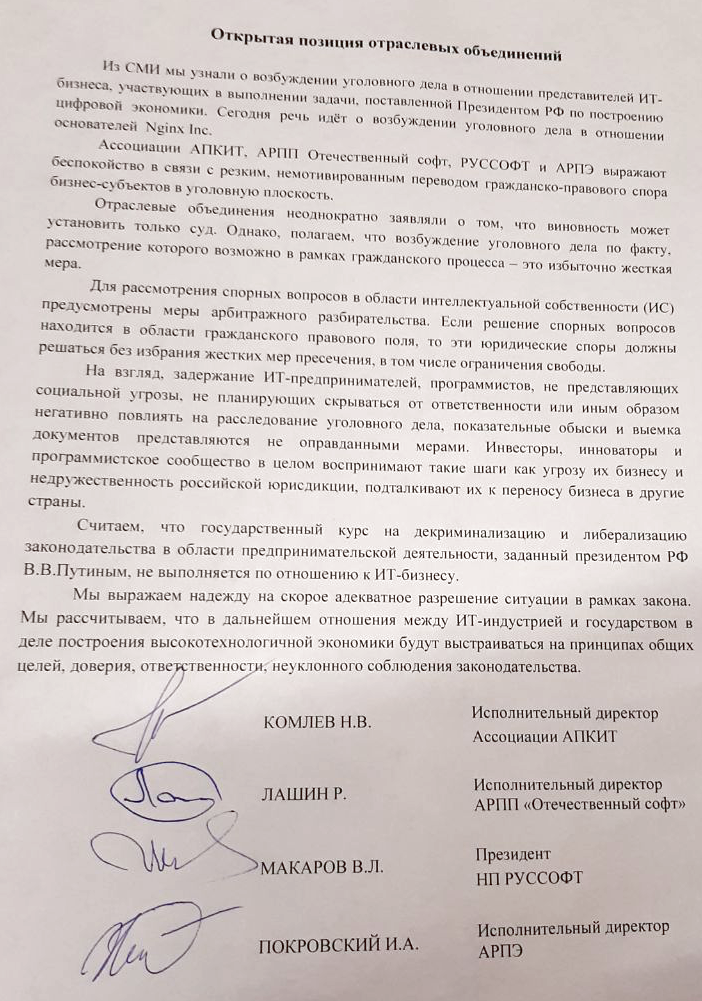 Открытая позиция отраслевых объединений
Из СМИ мы узнали о возбуждении уголовного дела в отношении представителей ИТ-
бизнеса, участвующих в выполнении задачи, поставленной Президентом РФ по построению
цифровой экономики. Сегодня речь идёт о возбуждении уголовного дела в отношении
основателей Nginx Inc.
Ассоциации АПКИТ, АРПП Отечественный софт, РУССОФТ и АРПЭ выражают
беспокойство в связи с резким, немотивированным переводом гражданско-правового спора
бизнес-субъектов в уголовную плоскость.
Отраслевые объединения неоднократно заявляли о том, что виновность может
установить только суд. Однако, полагаем, что возбуждение уголовного дела по факту,
рассмотрение которого возможно в рамках гражданского процесса – это избыточно жесткая
мера.
Для рассмотрения спорных вопросов в области интеллектуальной собственности (ИС)
предусмотрены меры арбитражного разбирательства. Если решение спорных вопросов
находится в области гражданского правового поля, то эти юридические споры должны
решаться без избрания жестких мер пресечения, в том числе ограничения свободы.
На взгляд, задержание ИТ-предпринимателей, программистов, не представляющих
социальной угрозы, не планирующих скрываться от ответственности или иным образом
негативно повлиять на расследование уголовного дела, показательные обыски и выемка
документов представляются не оправданными мерами. Инвесторы, инноваторы и
программистское сообщество в целом воспринимают такие шаги как угрозу их бизнесу и
недружественность российской юрисдикции, подталкивают их к переносу бизнеса в другие
страны.
Считаем, что государственный курс на декриминализацию и либерализацию
законодательства в области предпринимательской деятельности, заданный президентом РФ
В.В.Путиным, не выполняется по отношению к ИТ-бизнесу.
Мы выражаем надежду на скорое адекватное разрешение ситуации в рамках закона.
Мы рассчитываем, что в дальнейшем отношения между ИТ-индустрией и государством в
деле построения высокотехнологичной экономики будут выстраиваться на принципах общих
целей, доверия, ответственности, неуклонного соблюдения законодательства.
КОМЛЕВ Н.В. Исполнительный директор
Ассоциации АПКИТ
ЛАШИН Р. Исполнительный директор
АРПП «Отечественный софт»
МАКАРОВ В.Л. Президент
НП РУССОФТ
ПОКРОВСКИЙ И.А. Исполнительный директор
АРПЭ